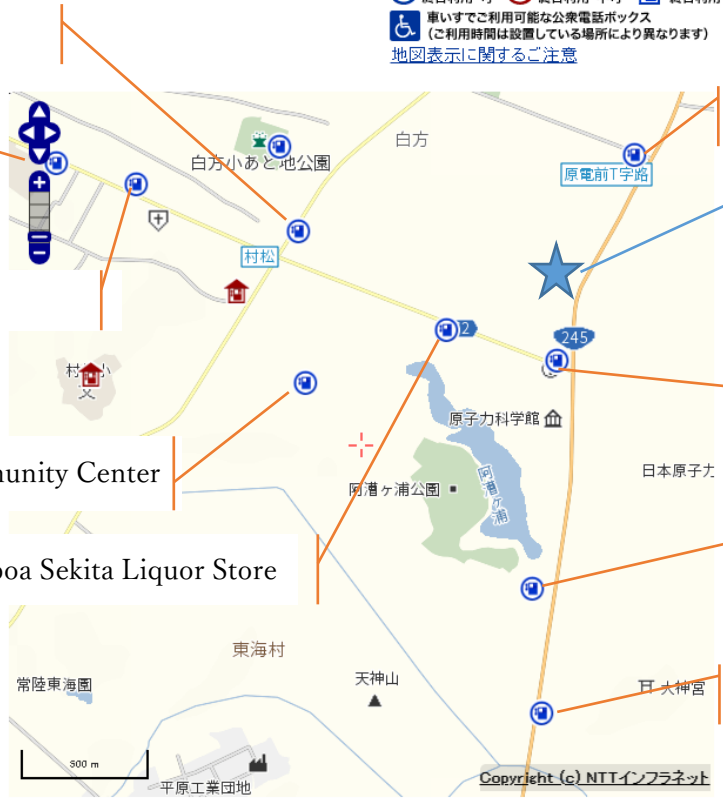 車いすでご利用可能な公衆電話ボックス
(ご利用時間は設置している場所により異なります)
地図表示に関するご注意
白方
白方小あと地公園
原電前T字路
村松
2
245
原子力科学館
阿漕ヶ浦公園
阿漕ヶ浦
日本原子力
unity Center
oa Sekita Liquor Store
東海村
常陸東海園
天神山
大神宮
500 m
平原工業団地
Copyright (c) NTTインフラネット